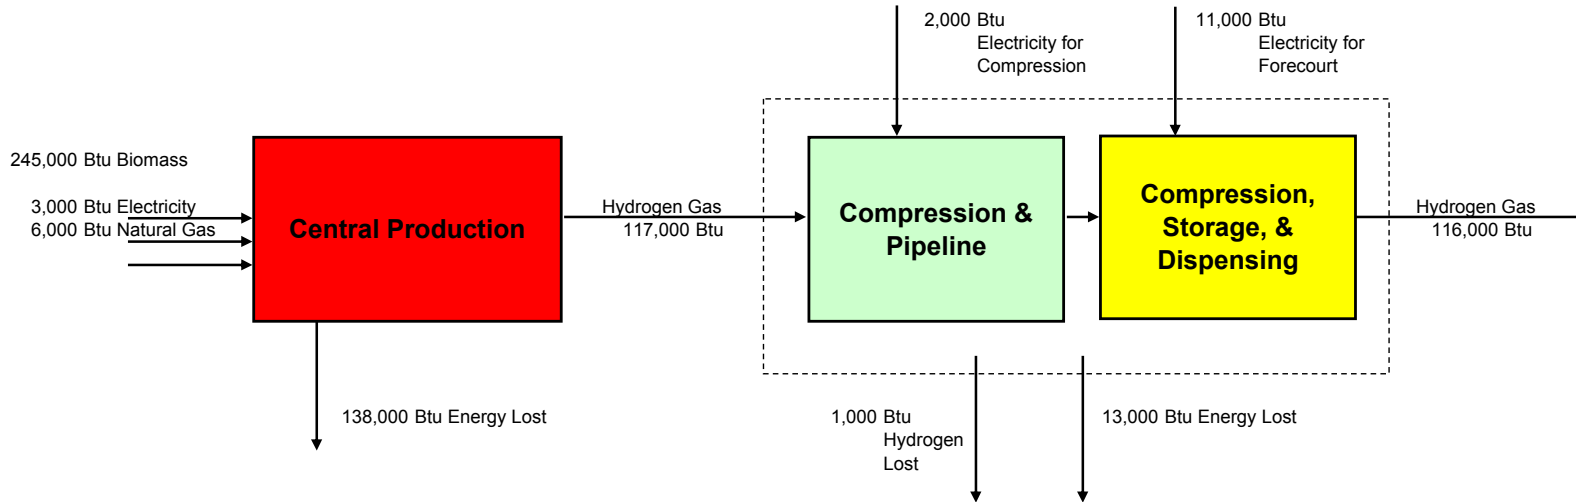 2,000 Btu
Electricity for
Compression
11,000 Btu
Electricity for
Forecourt
245,000 Btu Biomass
3,000 Btu Electricity
6,000 Btu Natural Gas
Central Production
Hydrogen Gas
117,000 Btu
Compression &
Pipeline
Compression,
Storage, &
Dispensing
Hydrogen Gas
116,000 Btu
138,000 Btu Energy Lost
1,000 Btu
Hydrogen
Lost
13,000 Btu Energy Lost